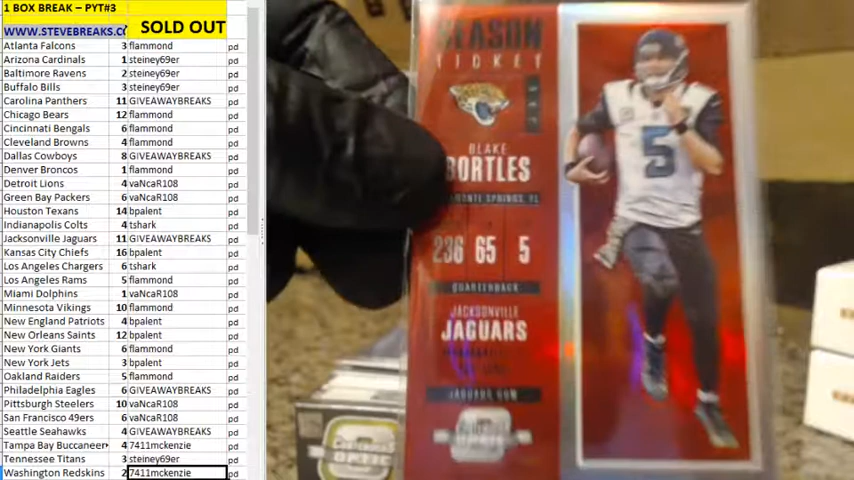 1 BOX BREAK – PYT#3
WWW.STEVEBREAKS.C
SOLD OUT
Atlanta Falcons 3 flammond pd
Arizona Cardinals 1 steiney69er pd
Baltimore Ravens 2 steiney69er pd
Buffalo Bills 3 steiney69er pd
Carolina Panthers 11 GIVEAWAYBREAKS pd
Chicago Bears 12 flammond pd
Cincinnati Bengals 6 flammond pd
Cleveland Browns 4 flammond pd
Dallas Cowboys 8 GIVEAWAYBREAKS pd
Denver Broncos 1 flammond pd
Detroit Lions 4 vaNcaR108 pd
Green Bay Packers 6 vaNcaR108 pd
Houston Texans 14 bpalent pd
Indianapolis Colts 4 tshark pd
Jacksonville Jaguars 11 GIVEAWAYBREAKS pd
Kansas City Chiefs 16 bpalent pd
Los Angeles Chargers 6 tshark pd
Los Angeles Rams 5 flammond pd
Miami Dolphins 1 vaNcaR108 pd
Minnesota Vikings 10 flammond pd
New England Patriots 4 bpalent pd
New Orleans Saints 12 bpalent pd
New York Giants 6 flammond pd
New York Jets 3 bpalent pd
Oakland Raiders 5 flammond pd
Philadelphia Eagles 6 GIVEAWAYBREAKS pd
Pittsburgh Steelers 10 vaNcaR108 pd
San Francisco 49ers 6 vaNcaR108 pd
Seattle Seahawks 4 GIVEAWAYBREAKS pd
Tampa Bay Buccaneer 4 7411mckenzie pd
Tennessee Titans 3 steiney69er pd
Washington Redskins 2 7411mckenzie pd
SEASON
TICKET
BLAKE
BORTLES
236 65 5
QUARTERBACK
JACKSONVILLE
JAGUARS
JAGUARS.COM
5